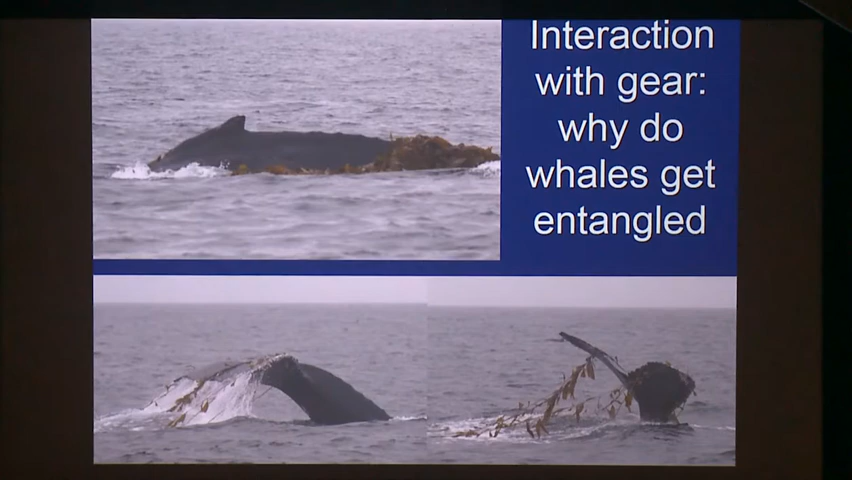 Interaction
with gear:
why do
whales get
entangled